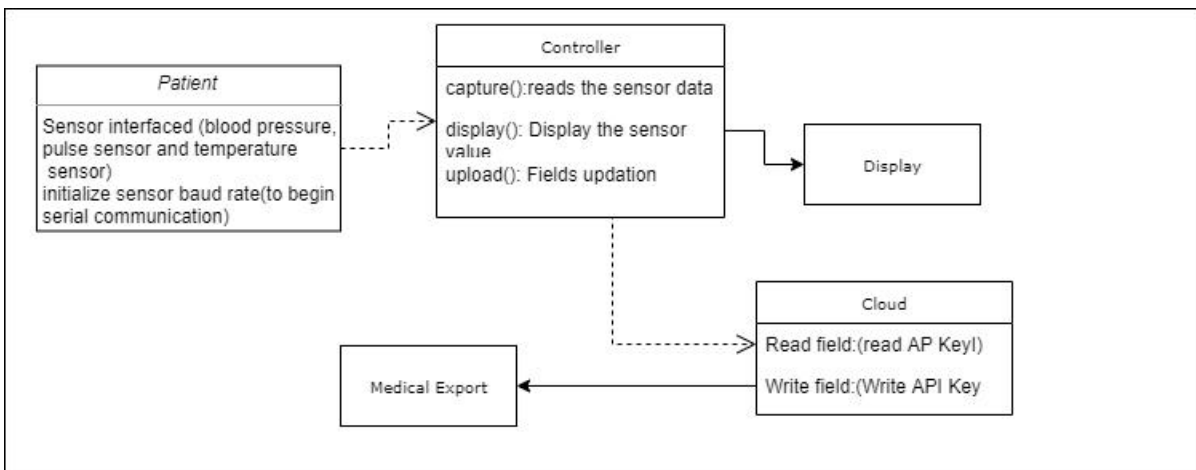 Patient
Sensor interfaced (blood pressure,
pulse sensor and temperature
sensor)
initialize sensor baud rate(to begin
serial communication)
Controller
capture():reads the sensor data
display(): Display the sensor
value
upload(): Fields updation
Display
Cloud
Read field:(read AP KeyI)
Write field:(Write API Key
Medical Export